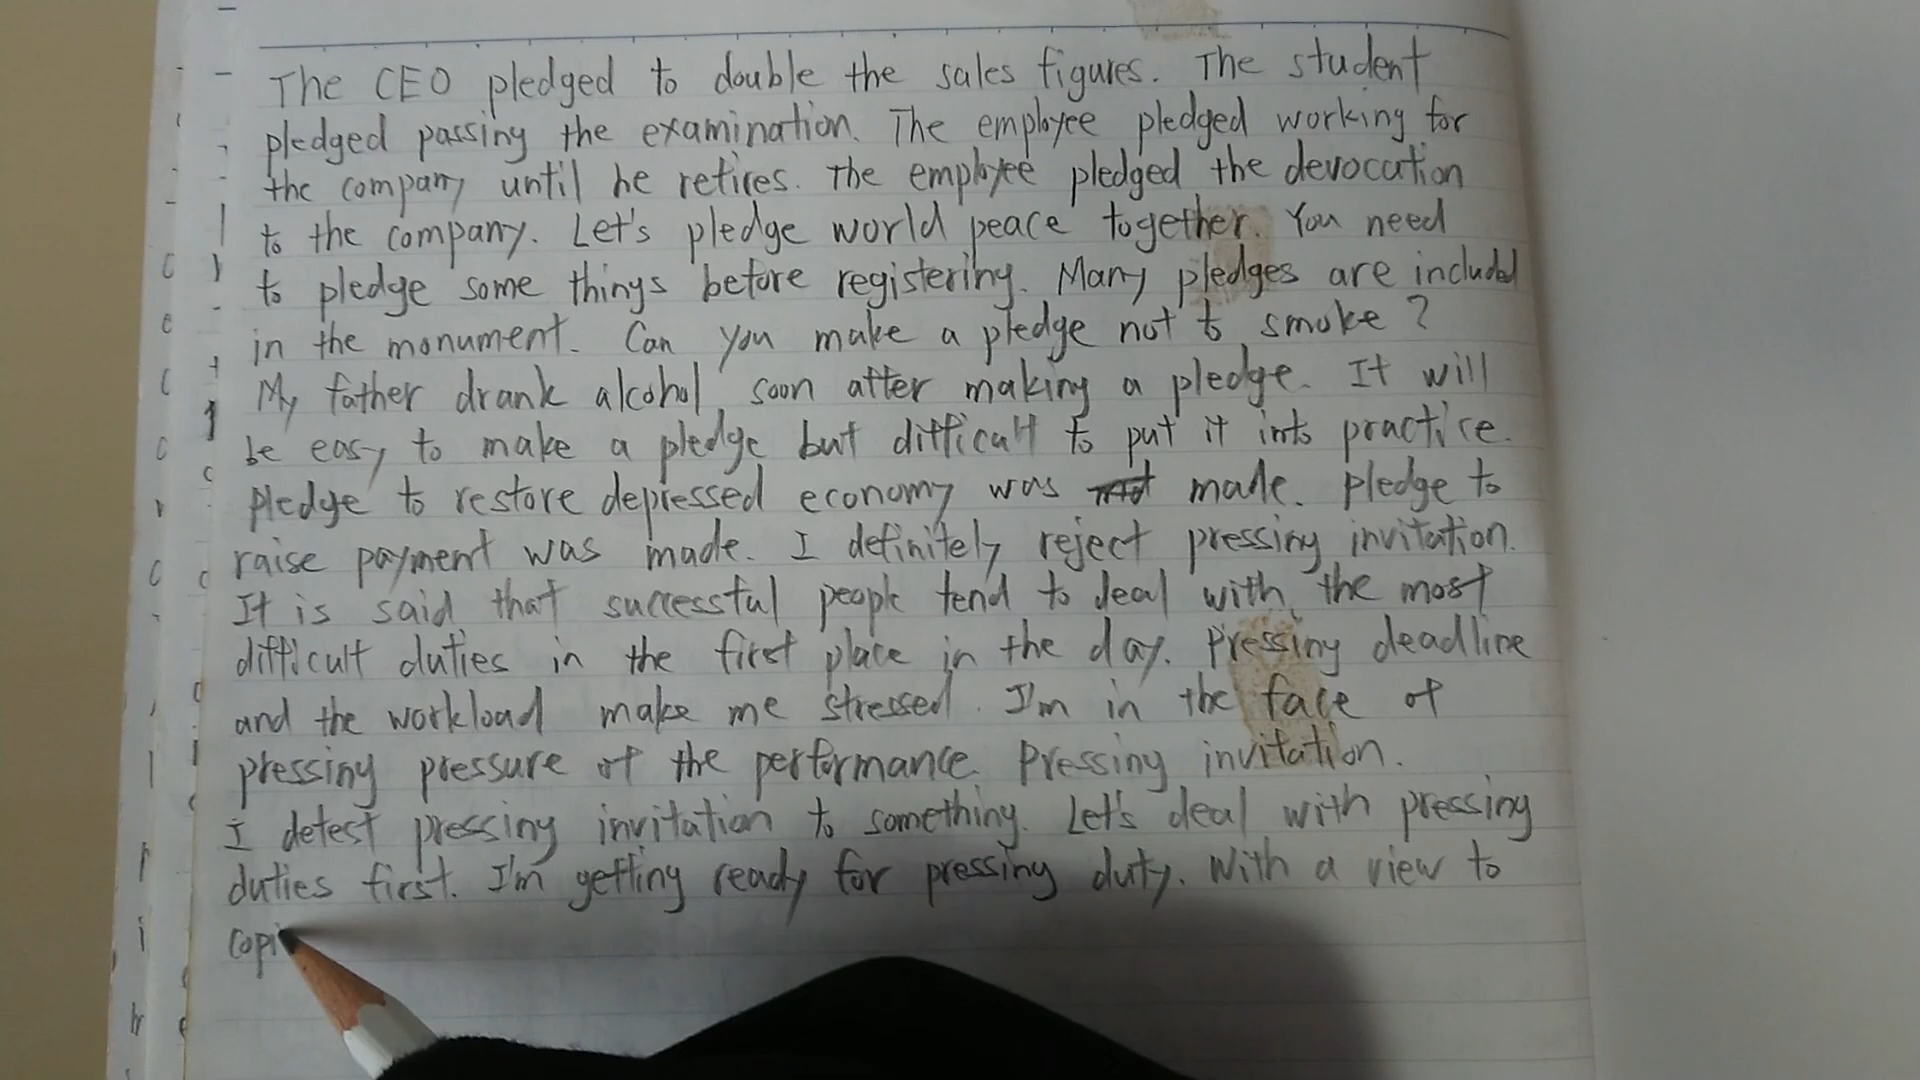 The CEO pledged to double the sales figures. The student
pledged passing the examination. The employee pledged working for
the company until he retires. The employee pledged the devocation
to the company. Let's pledge world peace together. You need
to pledge some things before registering. Many pledges are included
in the monument. Can you make a pledge not to smoke?
My father drank alcohol soon after making a pledge. It will
be easy to make a pledge but difficult to put it into practice.
Pledge to restore depressed economy was made. Pledge to
raise payment was made. I definitely reject pressing invitation.
It is said that successful people tend to deal with the most
difficult duties in the first place in the day. Pressing deadline
and the workload make me stressed. I'm in the face of
pressing pressure of the performance. Pressing invitation.
I detest pressing invitation to something. Let's deal with pressing
duties first. I'm getting ready for pressing duty. With a view to
copi